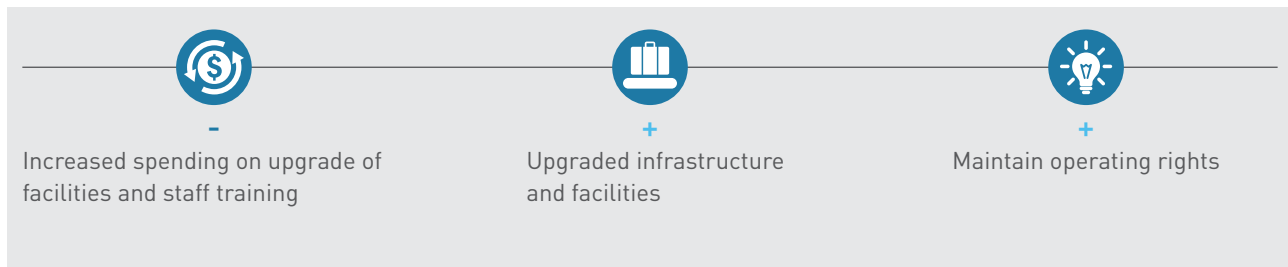 $
-
Increased spending on upgrade of
facilities and staff training
+
Upgraded infrastructure
and facilities
+
Maintain operating rights